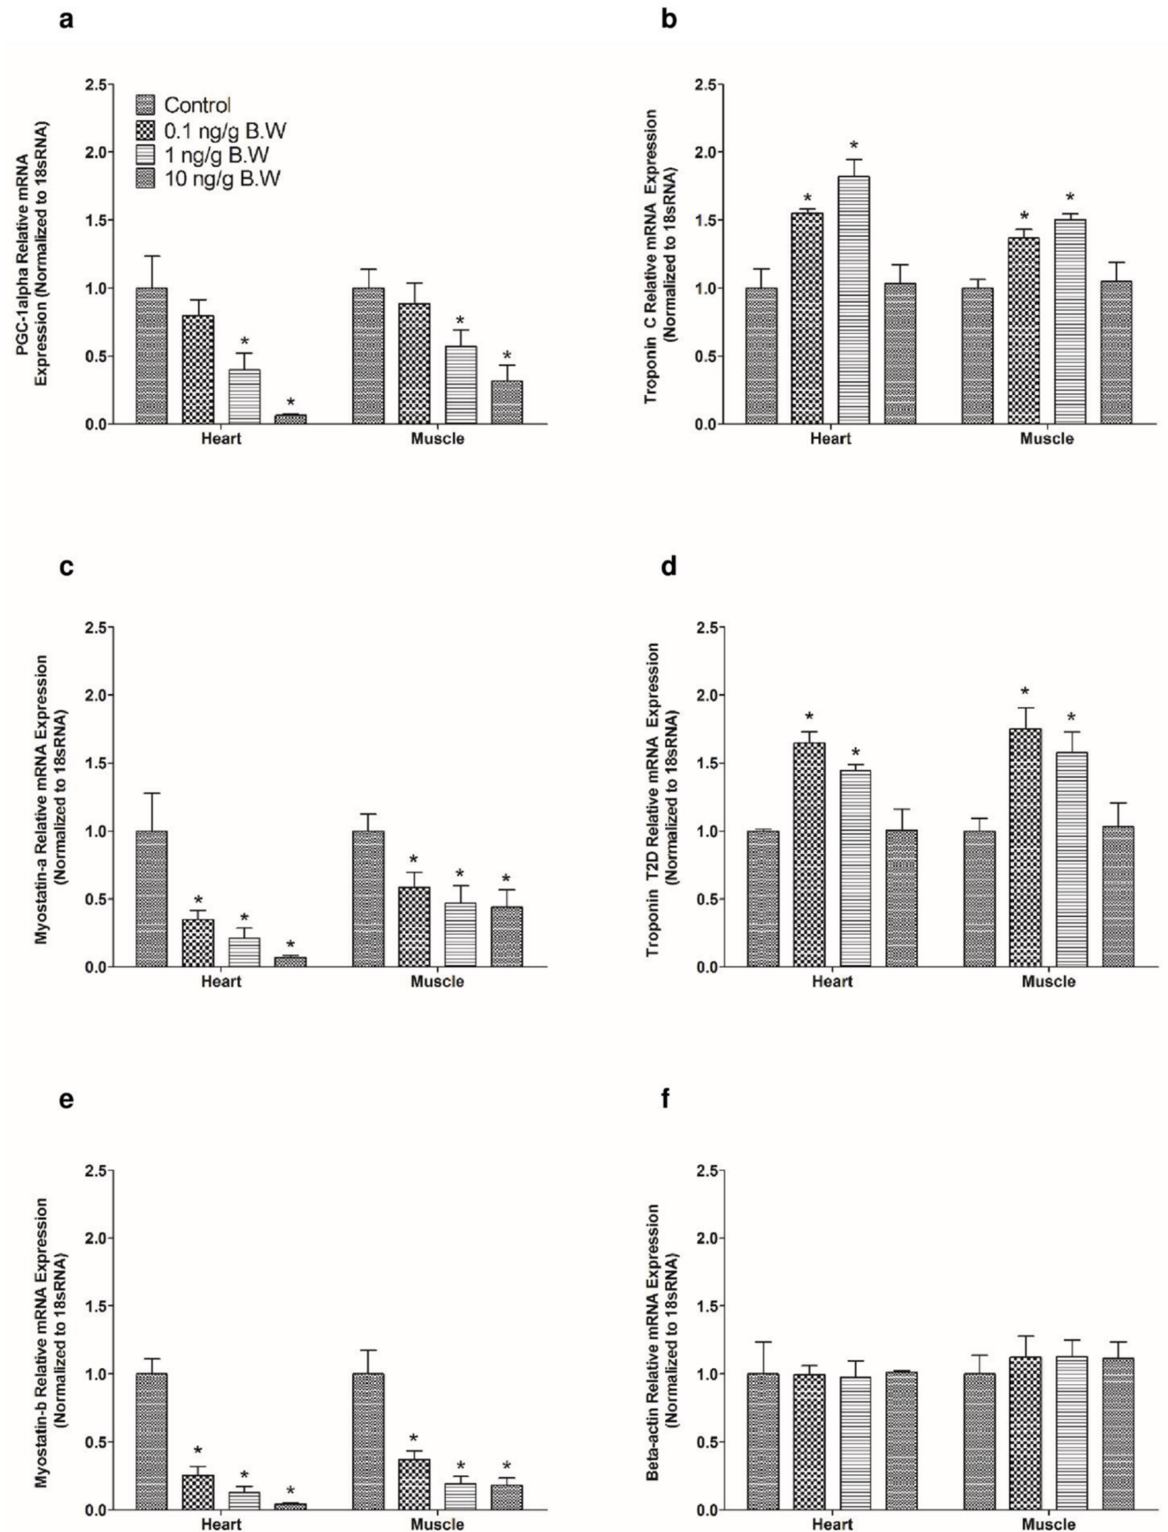 a
PGC-1alpha Relative mRNA
Expression (Normalized to 18sRNA)
2.5
2.0
1.5
1.0
0.5
0.0
Control
0.1 ng/g B.W
1 ng/g B.W
10 ng/g B.W
*
*
*
*
Heart
Muscle
b
Troponin C Relative mRNA Expression
(Normalized to 18sRNA)
2.5
2.0
1.5
1.0
0.5
0.0
*
*
*
*
Heart
Muscle
c
Myostatin-a Relative mRNA Expression
(Normalized to 18sRNA)
2.5
2.0
1.5
1.0
0.5
0.0
*
*
*
*
*
*
Heart
Muscle
d
Troponin T2D Relative mRNA Expression
(Normalized to 18sRNA)
2.5
2.0
1.5
1.0
0.5
0.0
*
*
*
*
Heart
Muscle
e
Myostatin-b Relative mRNA Expression
(Normalized to 18sRNA)
2.5
2.0
1.5
1.0
0.5
0.0
*
*
*
*
*
*
Heart
Muscle
f
Beta-actin Relative mRNA Expression
(Normalized to 18sRNA)
2.5
2.0
1.5
1.0
0.5
0.0
Heart
Muscle